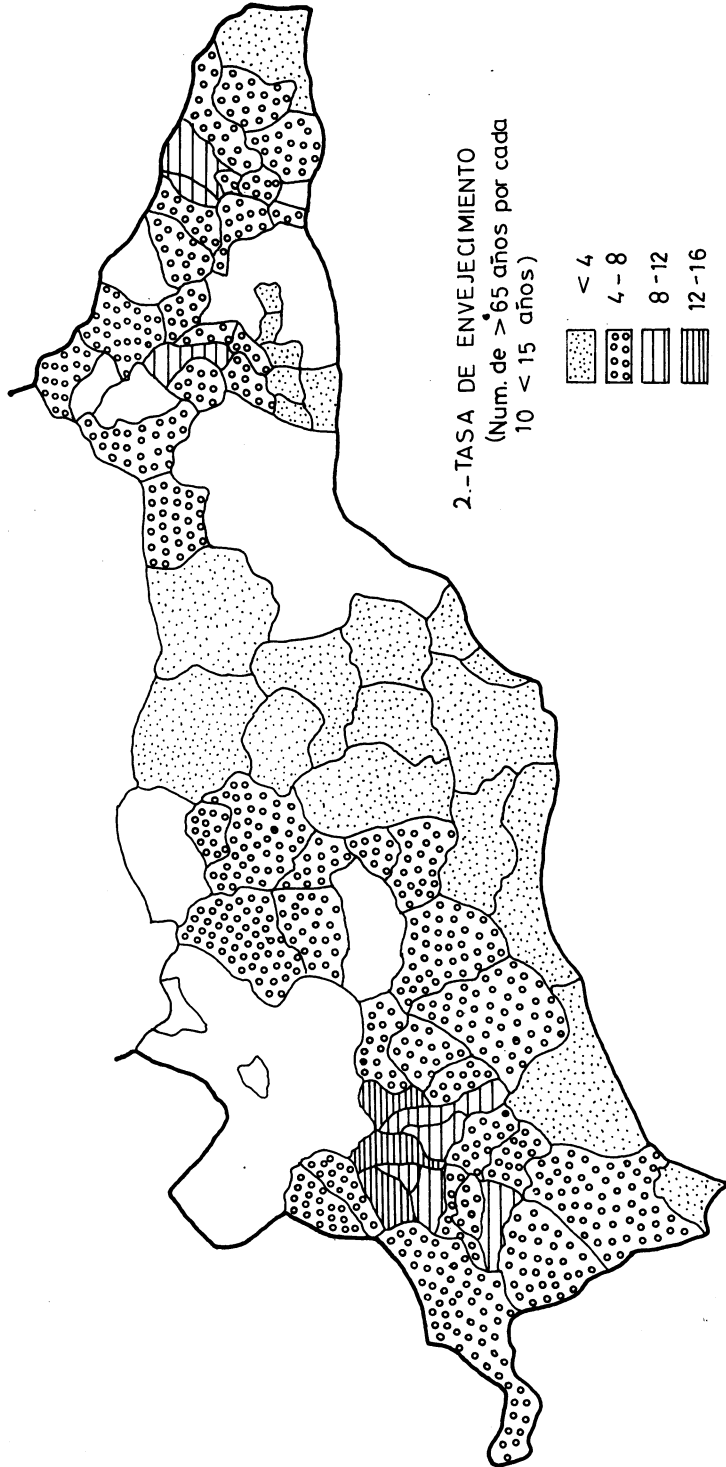 2.-TASA DE ENVEJECIMIENTO
(Num. de > 65 años por cada
10 < 15 años)
< 4
4-8
8-12
12-16